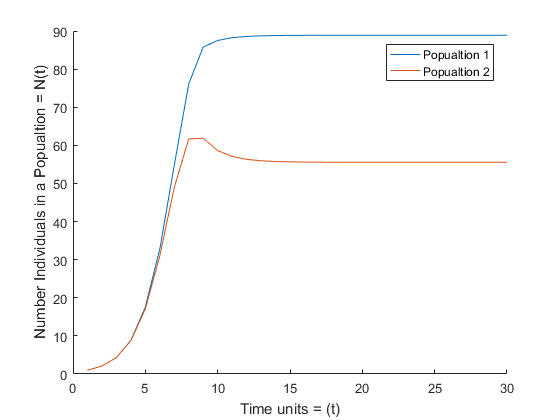 90
80
70
60
50
40
30
20
10
0
Number Individuals in a Popualtion = N(t)
Popualtion 1
Popualtion 2
0 5 10 15 20 25 30
Time units = (t)